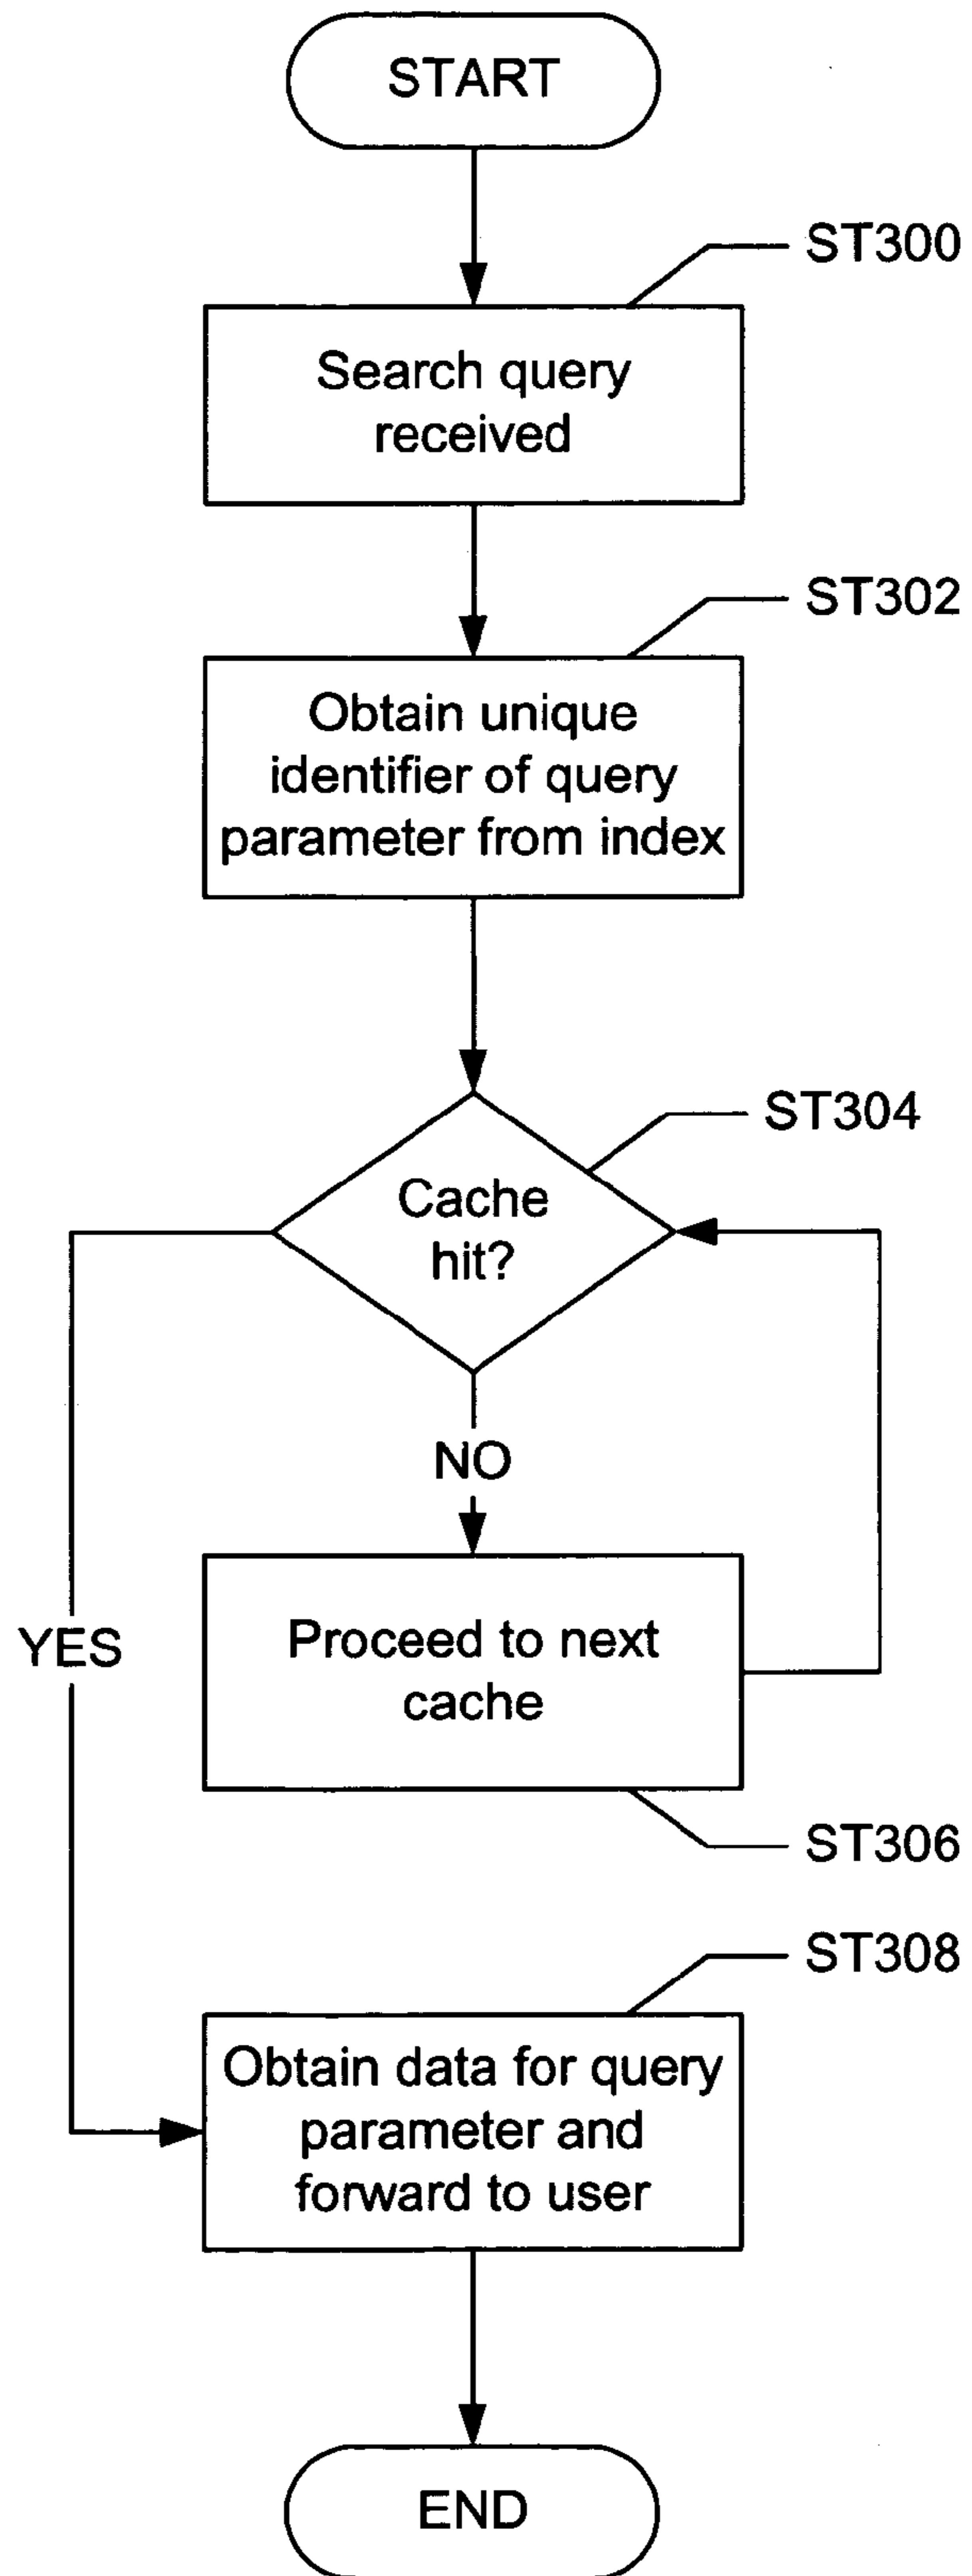 START
ST300
Search query
received
ST302
Obtain unique
identifier of query
parameter from index
ST304
Cache
hit?
NO
YES
Proceed to next
cache
ST306
ST308
Obtain data for query
parameter and
forward to user
END